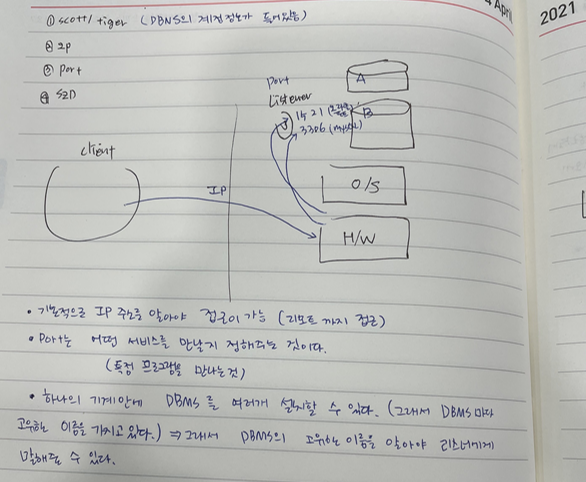 April
2021
① scott/tiger (DBMS의 계정정보가 들어있음)
② IP
③ Port
④ SID
port
Listener
A
B
1521
3306 (mysql)
client
IP
O/S
H/W
• 기본적으로 IP 주소를 알아야 접근이 가능 (리모트 까지 접근)
• Port는 어떤 서비스를 만날지 정해주는 것이다.
(특정 프로그램을 만나는것)
• 하나의 기계안에 DBMS를 여러개 설치할 수 있다. (그래서 DBMS 마다
고유한 이름을 가지고 있다.) ⇒ 그래서 DBMS의 고유한 이름을 알아야 리스너에게
말해줄 수 있다.